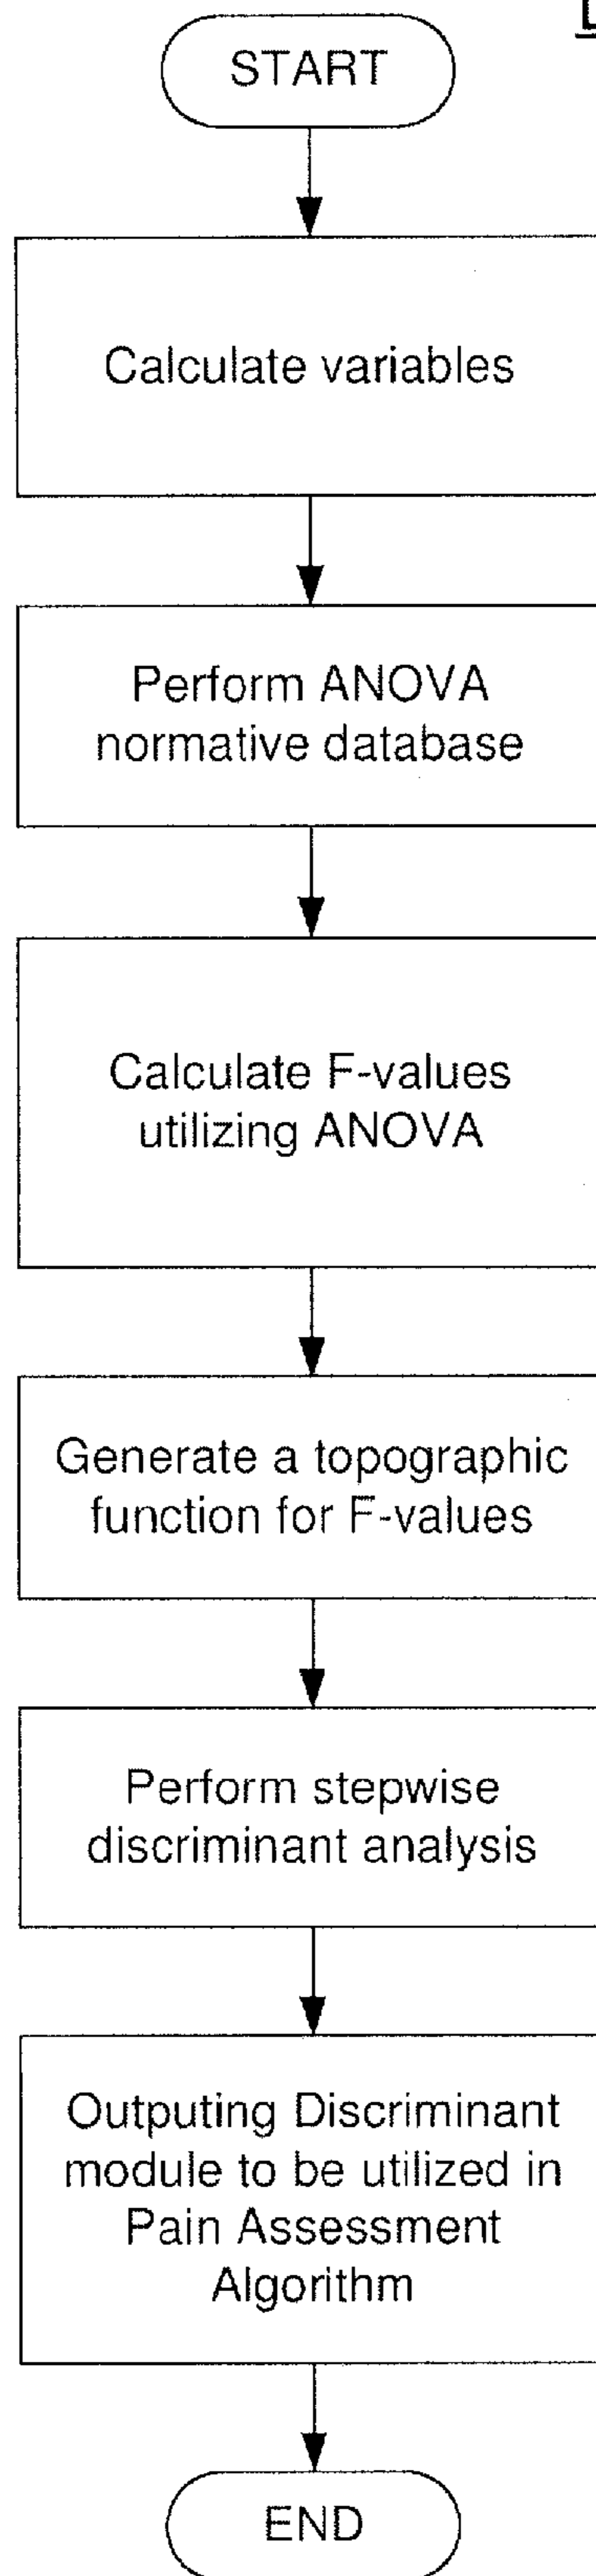 START
Calculate variables
Perform ANOVA
normative database
Calculate F-values
utilizing ANOVA
Generate a topographic
function for F-values
Perform stepwise
discriminant analysis
Outputing Discriminant
module to be utilized in
Pain Assessment
Algorithm
END